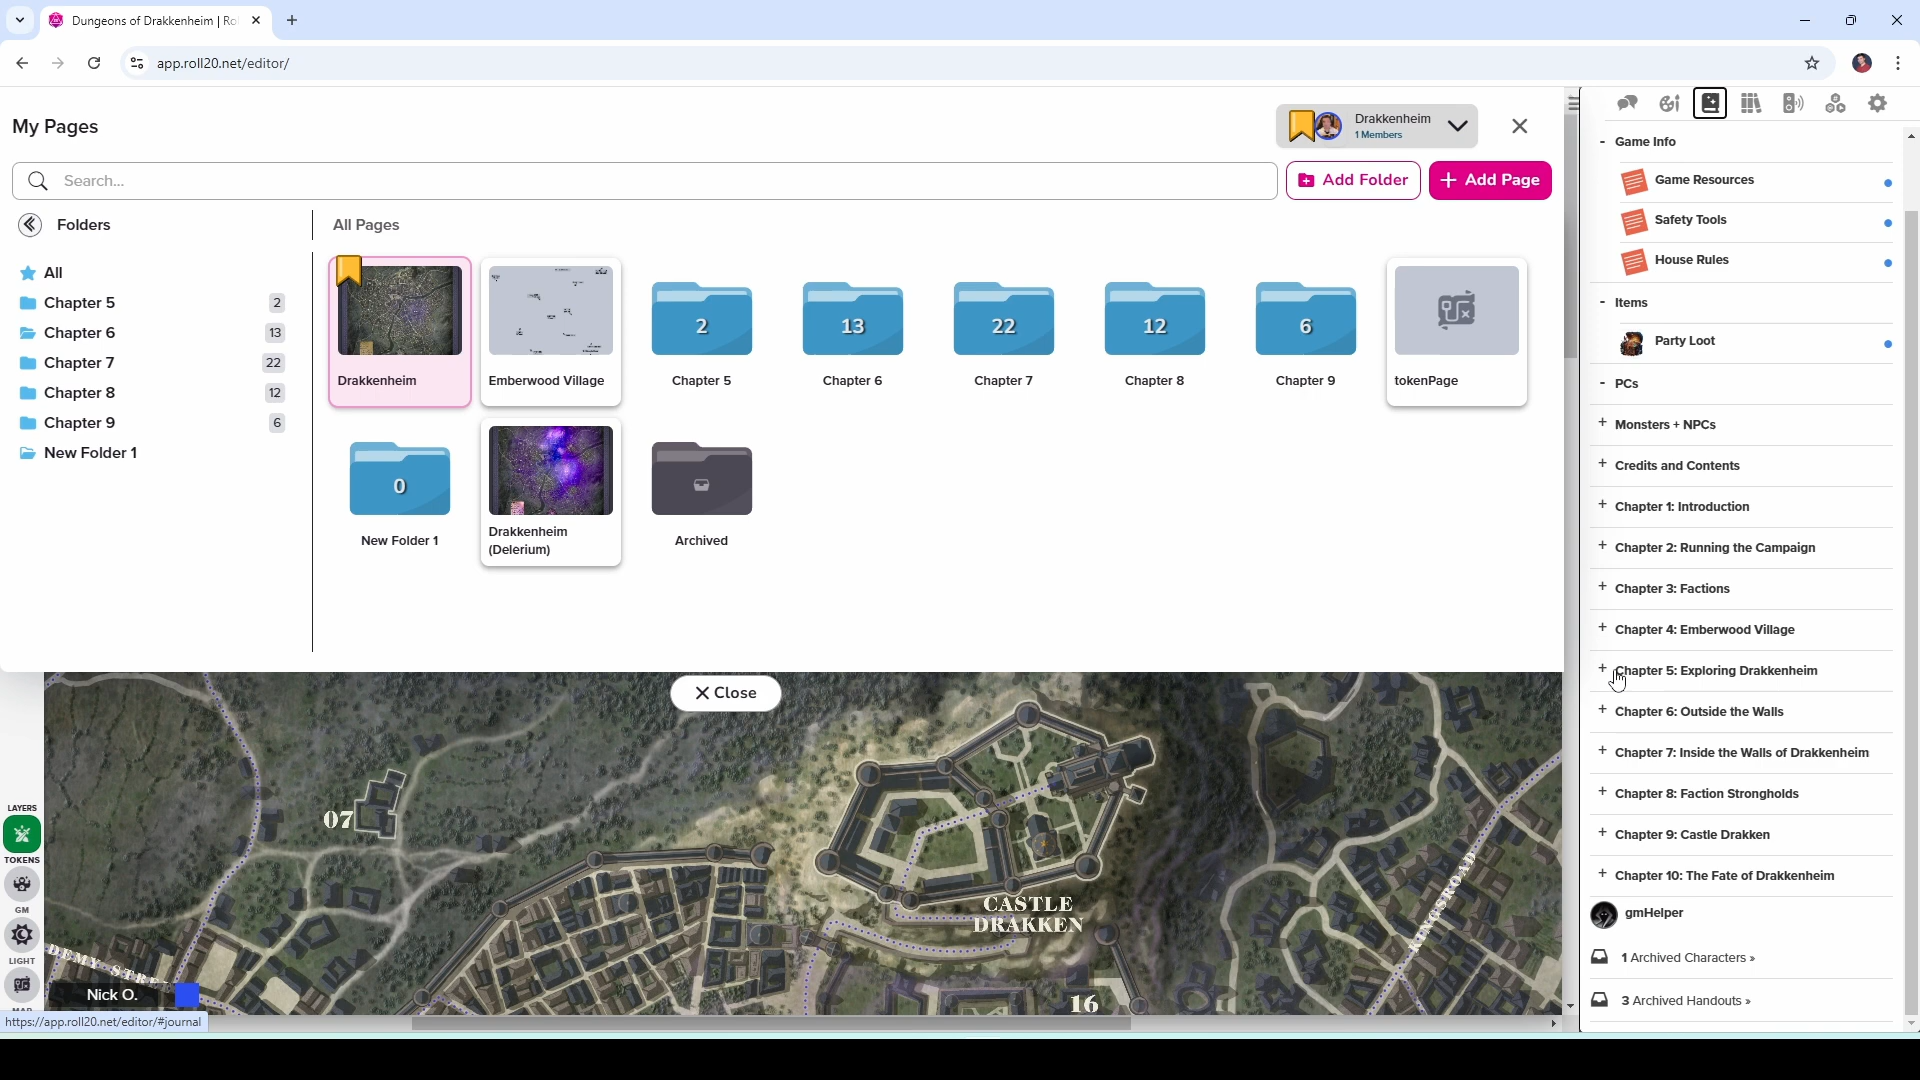 Dungeons of Drakkenheim | Ro
app.roll20.net/editor/
My Pages
Drakkenheim
1 Members
Search...
Add Folder
Add Page
Folders
All Pages
All
Chapter 5
2
Chapter 6
13
Chapter 7
22
Chapter 8
12
Chapter 9
6
New Folder 1
Drakkenheim
Emberwood Village
2
Chapter 5
13
Chapter 6
22
Chapter 7
12
Chapter 8
6
Chapter 9
tokenPage
0
New Folder 1
Drakkenheim
(Delerium)
Archived
Close
07
CASTLE
DRAKKEN
KINGSROAD
16
DEMY STRE
LAYERS
TOKENS
GM
LIGHT
MAP
Nick O.
https://app.roll20.net/editor/#journal
- Game Info
Game Resources
Safety Tools
House Rules
- Items
Party Loot
- PCs
+ Monsters + NPCs
+ Credits and Contents
+ Chapter 1: Introduction
+ Chapter 2: Running the Campaign
+ Chapter 3: Factions
+ Chapter 4: Emberwood Village
+ Chapter 5: Exploring Drakkenheim
+ Chapter 6: Outside the Walls
+ Chapter 7: Inside the Walls of Drakkenheim
+ Chapter 8: Faction Strongholds
+ Chapter 9: Castle Drakken
+ Chapter 10: The Fate of Drakkenheim
gmHelper
1 Archived Characters »
3 Archived Handouts »